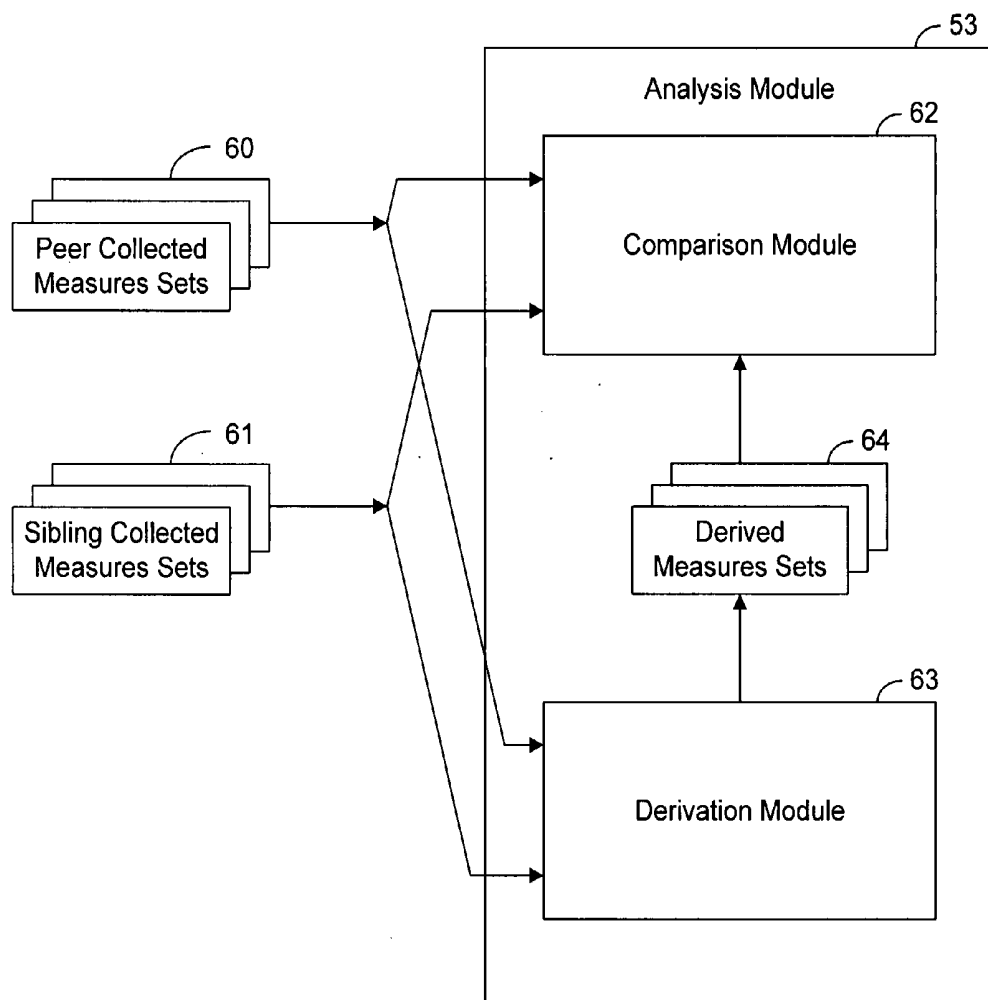 53
Analysis Module
62
60
Peer Collected
Measures Sets
Comparison Module
61
Sibling Collected
Measures Sets
64
Derived
Measures Sets
63
Derivation Module